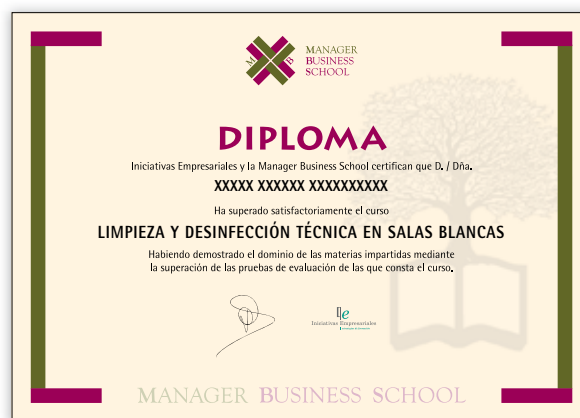 M B
MANAGER
BUSINESS
SCHOOL
DIPLOMA
Iniciativas Empresariales y la Manager Business School certifican que D. / Dña.
XXXXX XXXXXX XXXXXXXXXX
Ha superado satisfactoriamente el curso
LIMPIEZA Y DESINFECCIÓN TÉCNICA EN SALAS BLANCAS
Habiendo demostrado el dominio de las materias impartidas mediante
la superación de las pruebas de evaluación de las que consta el curso.
Ie
Iniciativas Empresariales
MANAGER BUSINESS SCHOOL